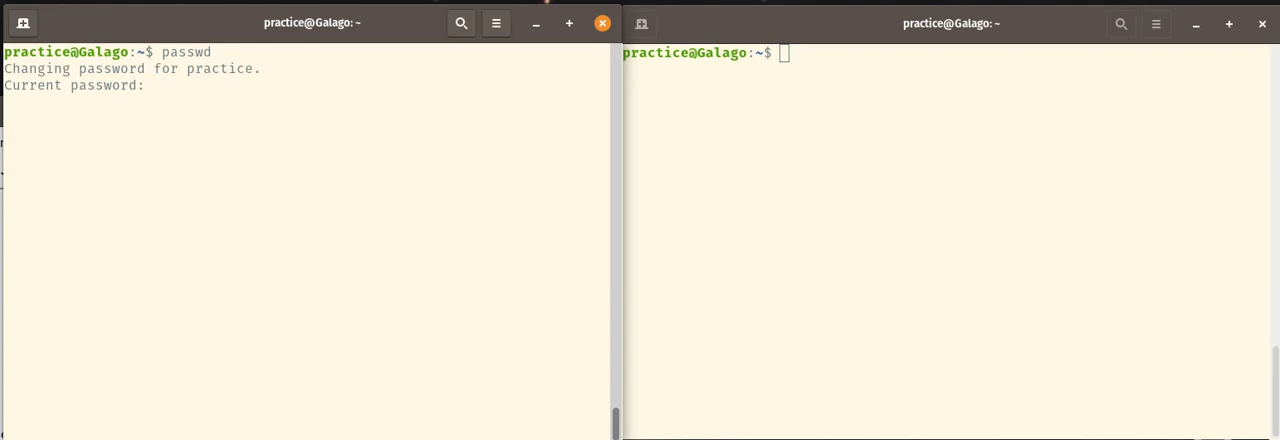 practice@Galago: ~
practice@Galago:~$ passwd
Changing password for practice.
Current password:
practice@Galago: ~
practice@Galago:~$